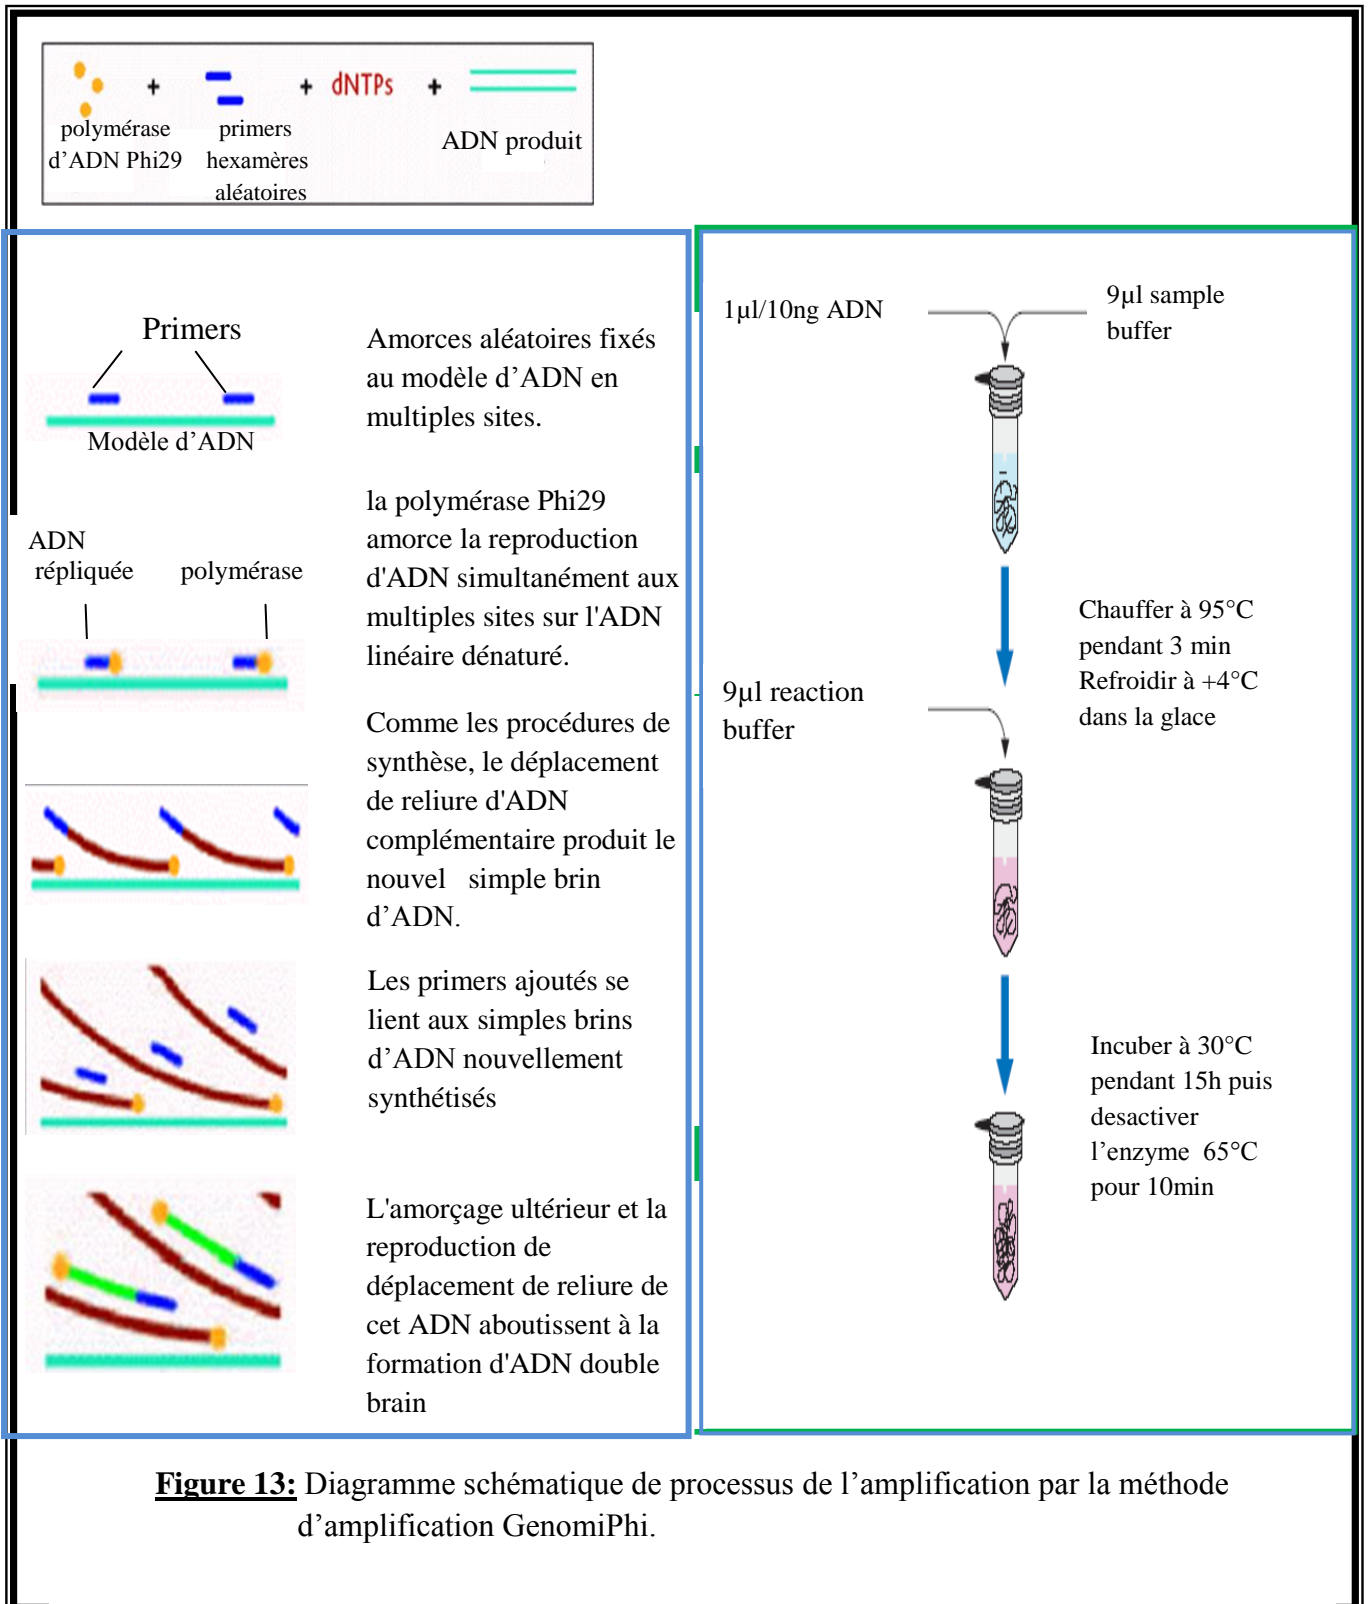 + + dNTPs +
polymérase
d’ADN Phi29
primers
hexamères
aléatoires
ADN produit
Primers
Modèle d’ADN
Amorces aléatoires fixés
au modèle d’ADN en
multiples sites.
ADN
répliquée
polymérase
la polymérase Phi29
amorce la reproduction
d'ADN simultanément aux
multiples sites sur l'ADN
linéaire dénaturé.
Comme les procédures de
synthèse, le déplacement
de reliure d'ADN
complémentaire produit le
nouvel simple brin
d’ADN.
Les primers ajoutés se
lient aux simples brins
d’ADN nouvellement
synthétisés
L'amorçage ultérieur et la
reproduction de
déplacement de reliure de
cet ADN aboutissent à la
formation d'ADN double
brain
1µl/10ng ADN
9µl sample
buffer
Chauffer à 95°C
pendant 3 min
Refroidir à +4°C
dans la glace
9µl reaction
buffer
Incuber à 30°C
pendant 15h puis
desactiver
l’enzyme 65°C
pour 10min
Figure 13: Diagramme schématique de processus de l’amplification par la méthode
d’amplification GenomiPhi.